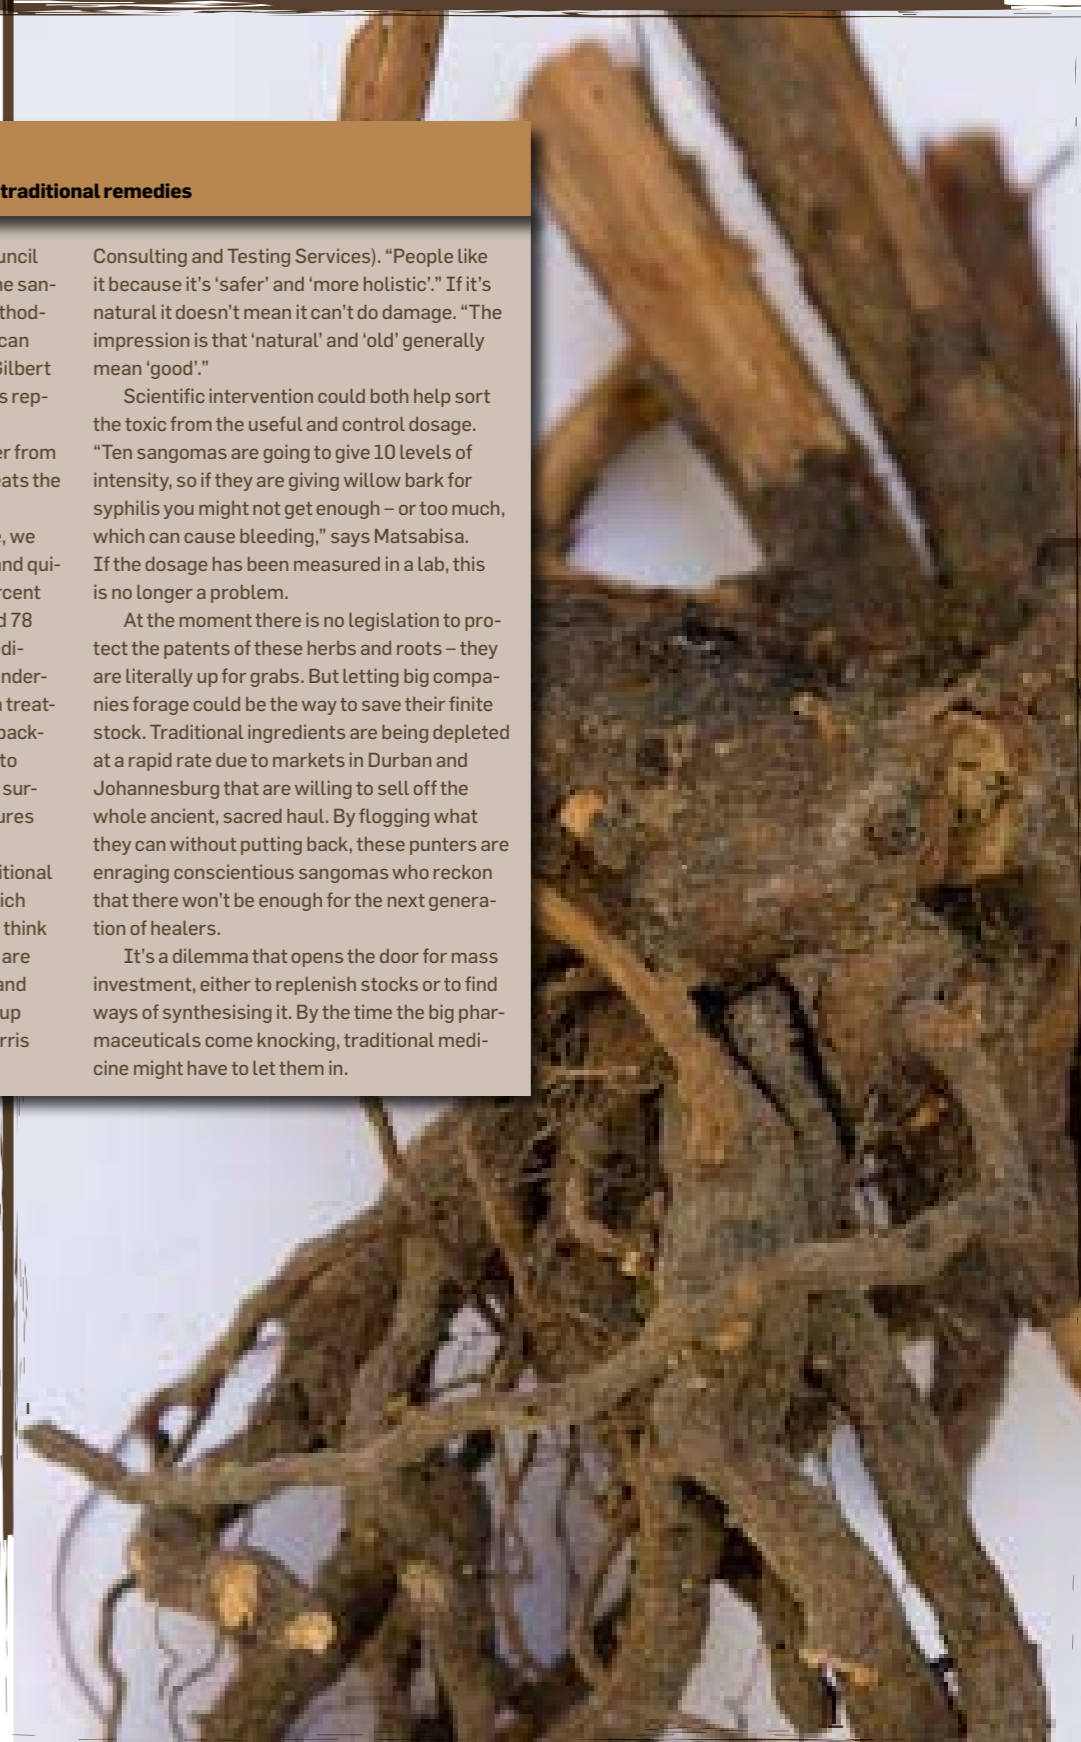 traditional remedies
uncil
he san-
thod-
can
Gilbert
s rep-
er from
eats the
e, we
and qui-
rcent
d 78
di-
nder-
n treat-
back-
to
sur-
ures
itional
ich
think
are
and
up
rris
Consulting and Testing Services). “People like
it because it’s ‘safer’ and ‘more holistic’.” If it’s
natural it doesn’t mean it can’t do damage. “The
impression is that ‘natural’ and ‘old’ generally
mean ‘good’.”
Scientific intervention could both help sort
the toxic from the useful and control dosage.
“Ten sangomas are going to give 10 levels of
intensity, so if they are giving willow bark for
syphilis you might not get enough – or too much,
which can cause bleeding,” says Matsabisa.
If the dosage has been measured in a lab, this
is no longer a problem.
At the moment there is no legislation to pro-
tect the patents of these herbs and roots – they
are literally up for grabs. But letting big compa-
nies forage could be the way to save their finite
stock. Traditional ingredients are being depleted
at a rapid rate due to markets in Durban and
Johannesburg that are willing to sell off the
whole ancient, sacred haul. By flogging what
they can without putting back, these punters are
enraging conscientious sangomas who reckon
that there won’t be enough for the next genera-
tion of healers.
It’s a dilemma that opens the door for mass
investment, either to replenish stocks or to find
ways of synthesising it. By the time the big phar-
maceuticals come knocking, traditional medi-
cine might have to let them in.